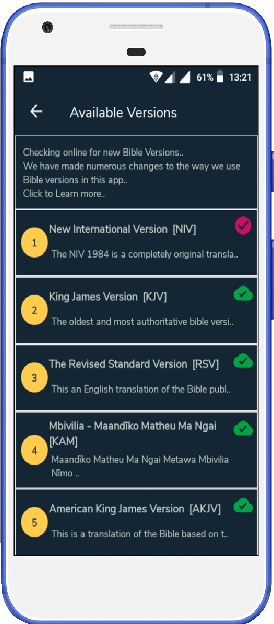 61% 13:21
Available Versions
Checking online for new Bible Versions..
We have made numerous changes to the way we use
Bible versions in this app..
Click to Learn more..
1
New International Version [NIV]
The NIV 1984 is a completely original transla..
2
King James Version [KJV]
The oldest and most authoritative bible versi..
3
The Revised Standard Version [RSV]
This an English translation of the Bible publ..
4
Mbivilia - Maandĩko Matheu Ma Ngai
[KAM]
Maandĩko Matheu Ma Ngai Metawa Mbivilia
Nĩmo ..
5
American King James Version [AKJV]
This is a translation of the Bible based on t..